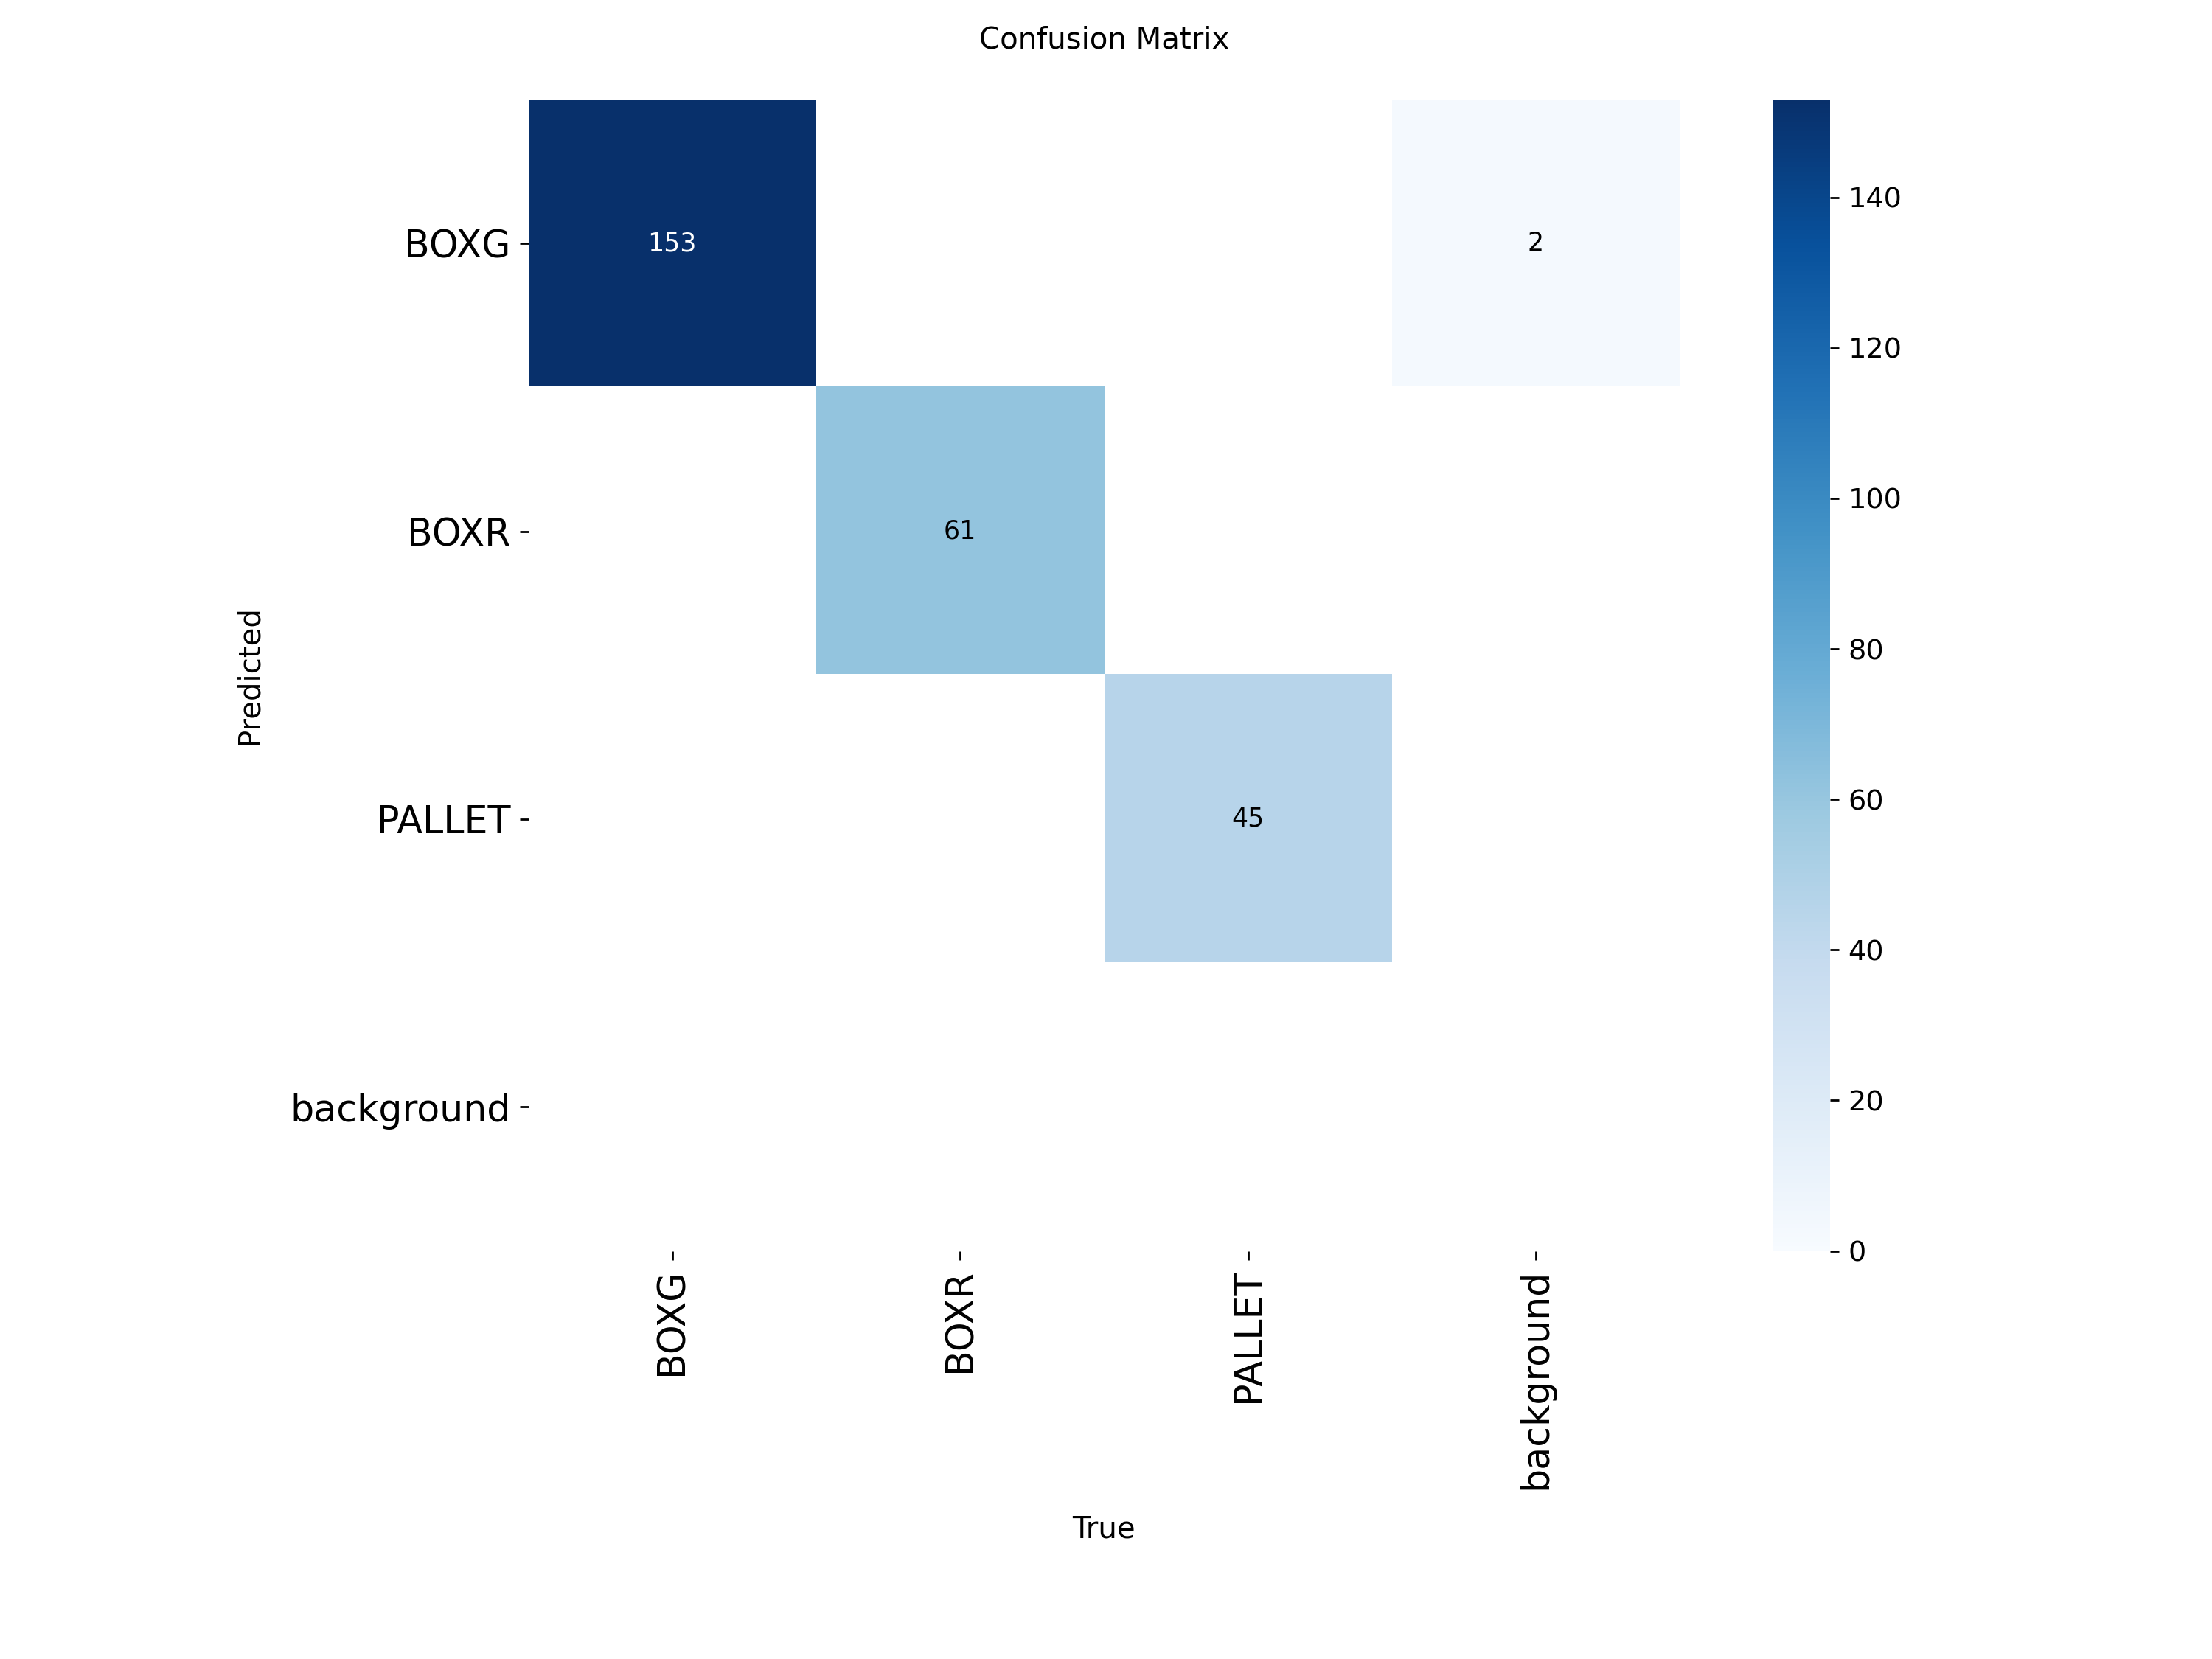 Confusion Matrix
BOXG
153
2
BOXR
61
PALLET
45
background
Predicted
BOXG
BOXR
PALLET
background
True
140
120
100
80
60
40
20
0